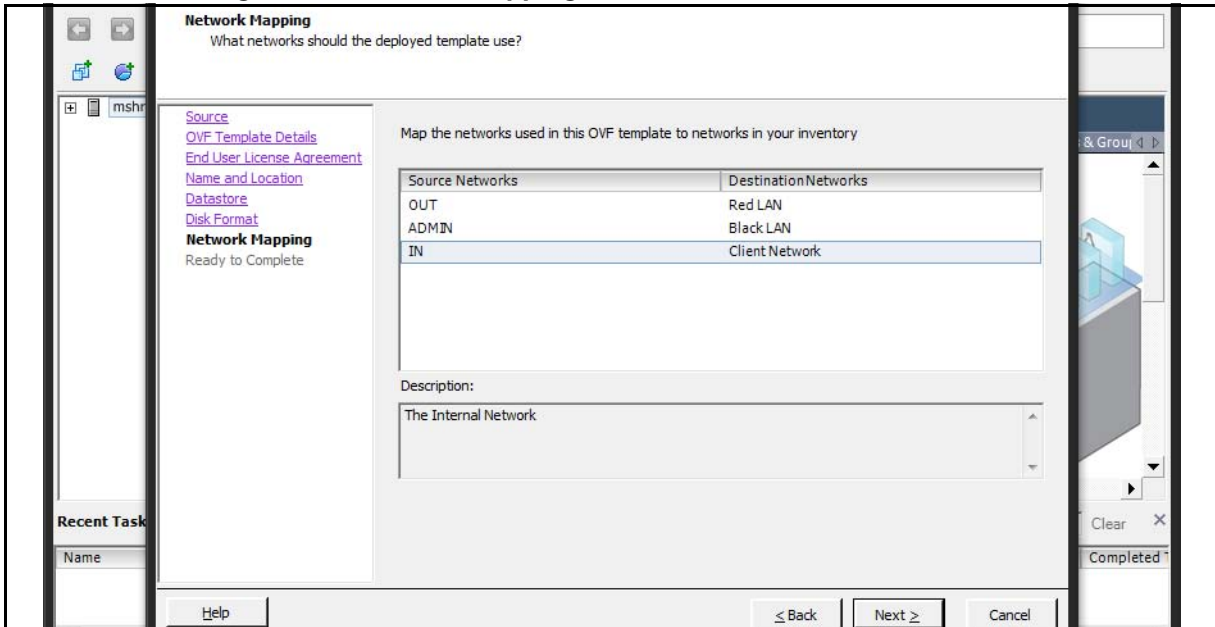 Network Mapping
What networks should the deployed template use?
mshr
Source
OVF Template Details
End User License Agreement
Name and Location
Datastore
Disk Format
Network Mapping
Ready to Complete
Map the networks used in this OVF template to networks in your inventory
Source Networks Destination Networks
OUT Red LAN
ADMIN Black LAN
IN Client Network
Description:
The Internal Network
& Grou
Recent Task
Clear
Name
Completed T
Help
≤ Back
Next ≥
Cancel